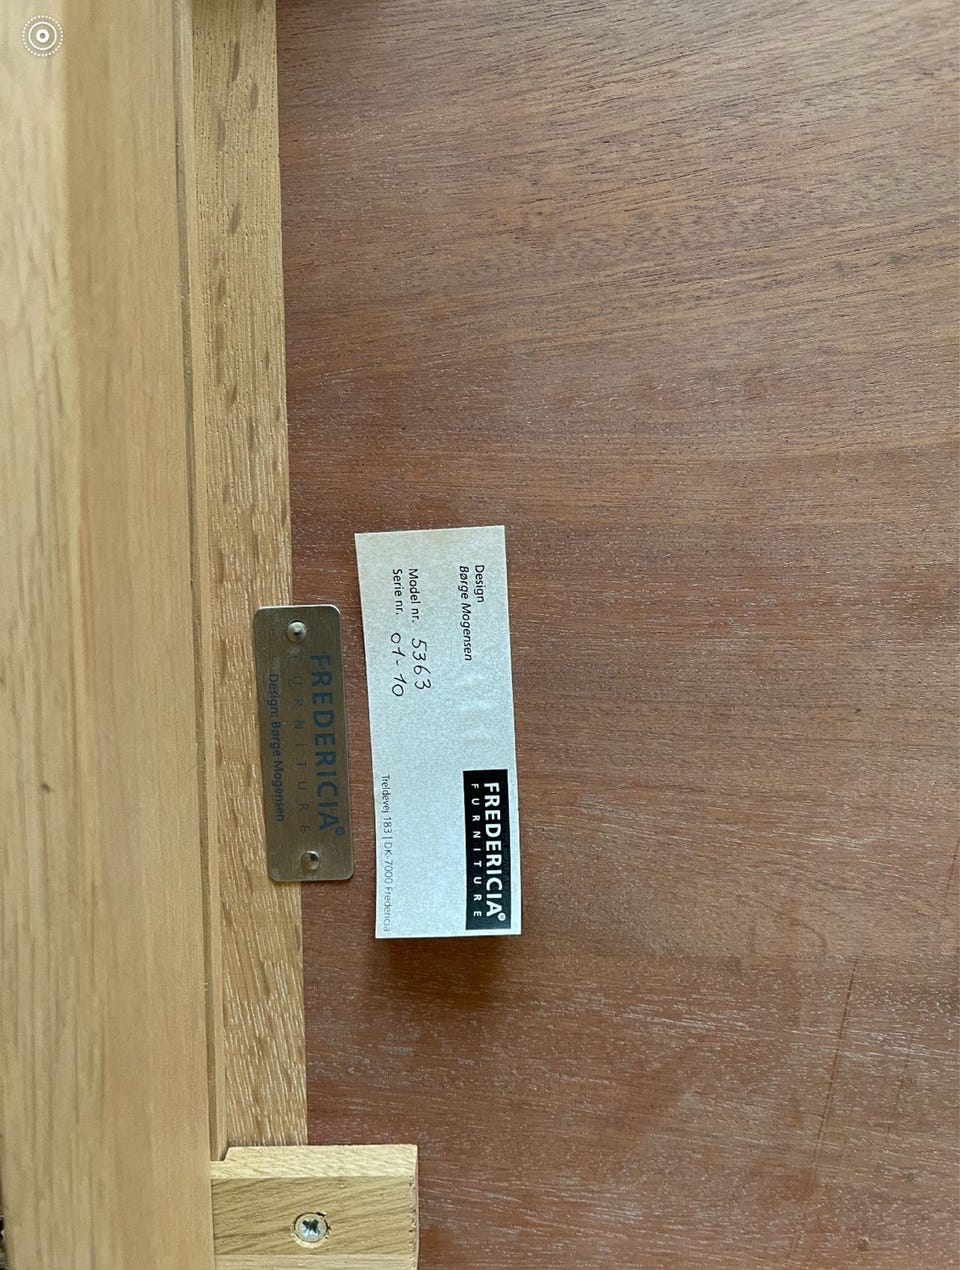 Design
Børge Mogensen
Model nr. 5363
Serie nr. 01-10
FREDERICIA®
FURNITURE
Treldevej 183 | DK-7000 Fredericia
FREDERICIA®
FURNITURE
Design: Børge Mogensen